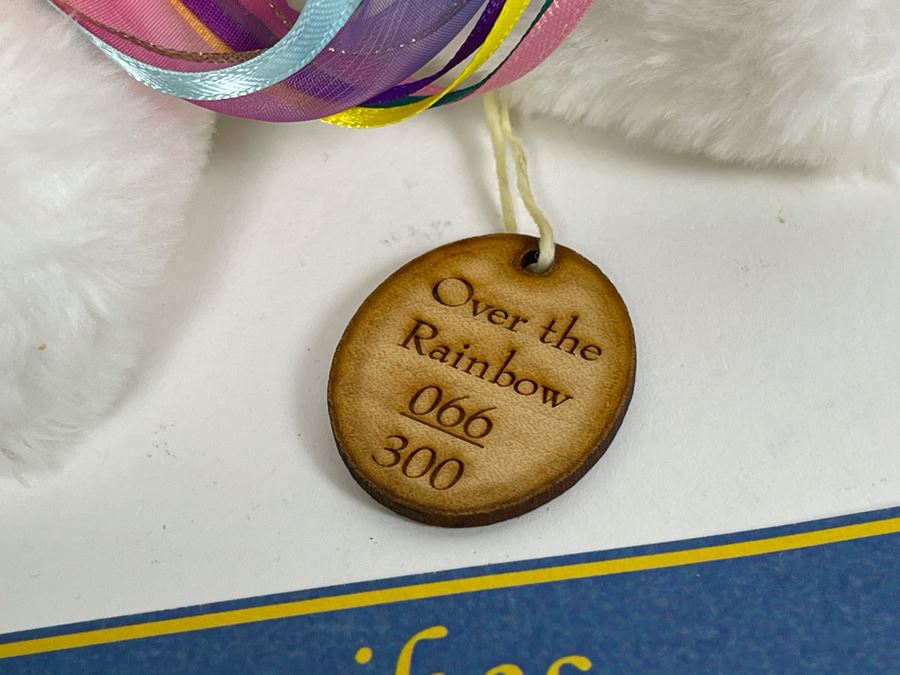 Over the
Rainbow
066
300